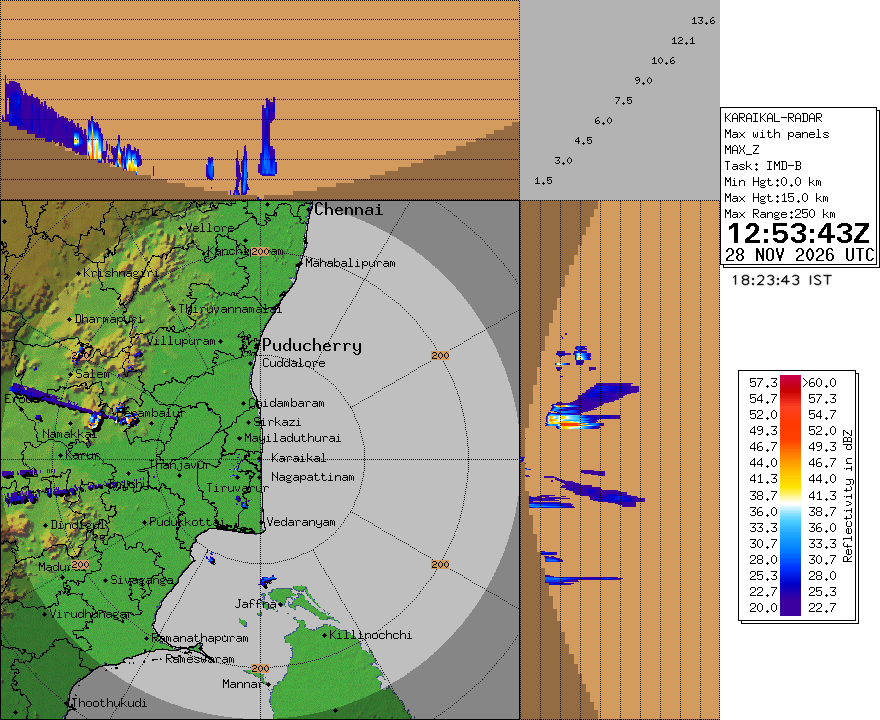 13.6
12.1
10.6
9.0
7.5
6.0
4.5
3.0
1.5
KARAIKAL-RADAR
Max with panels
MAX_Z
Task: IMD-B
Min Hgt:0.0 km
Max Hgt:15.0 km
Max Range:250 km
12:53:43Z
28 NOV 2026 UTC
18:23:43 IST
Chennai
Vellore
200
Mahabalipuram
Krishnagiri
Thiruvannamalai
Dharmapuri
Villupuram
Puducherry
200
Cuddalore
Salem
Chidambaram
Perambalur
Sirkazi
Namakkal
Mayiladuthurai
Karur
Karaikal
Thanjavur
Nagapattinam
Tiruvarur
Dindigul
Pudukkottai
Vedaranyam
200
200
Sivaganga
Jaffna
Virudhunagar
Ramanathapuram
Killinochchi
Rameswaram
200
Mannar
Thoothukudi
57.3 >60.0
54.7 57.3
52.0 54.7
49.3 52.0
46.7 49.3
44.0 46.7
41.3 44.0
38.7 41.3
36.0 38.7
33.3 36.0
30.7 33.3
28.0 30.7
25.3 28.0
22.7 25.3
20.0 22.7
Reflectivity in dBZ